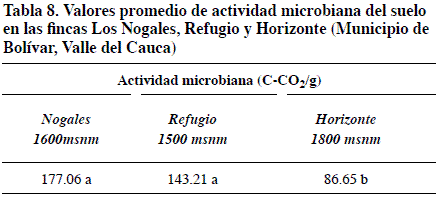 Tabla 8. Valores promedio de actividad microbiana del suelo
en las fincas Los Nogales, Refugio y Horizonte (Municipio de
Bolívar, Valle del Cauca)
Actividad microbiana (C-CO₂/g)
Nogales Refugio Horizonte
1600msnm 1500 msnm 1800 msnm
177.06 a 143.21 a 86.65 b